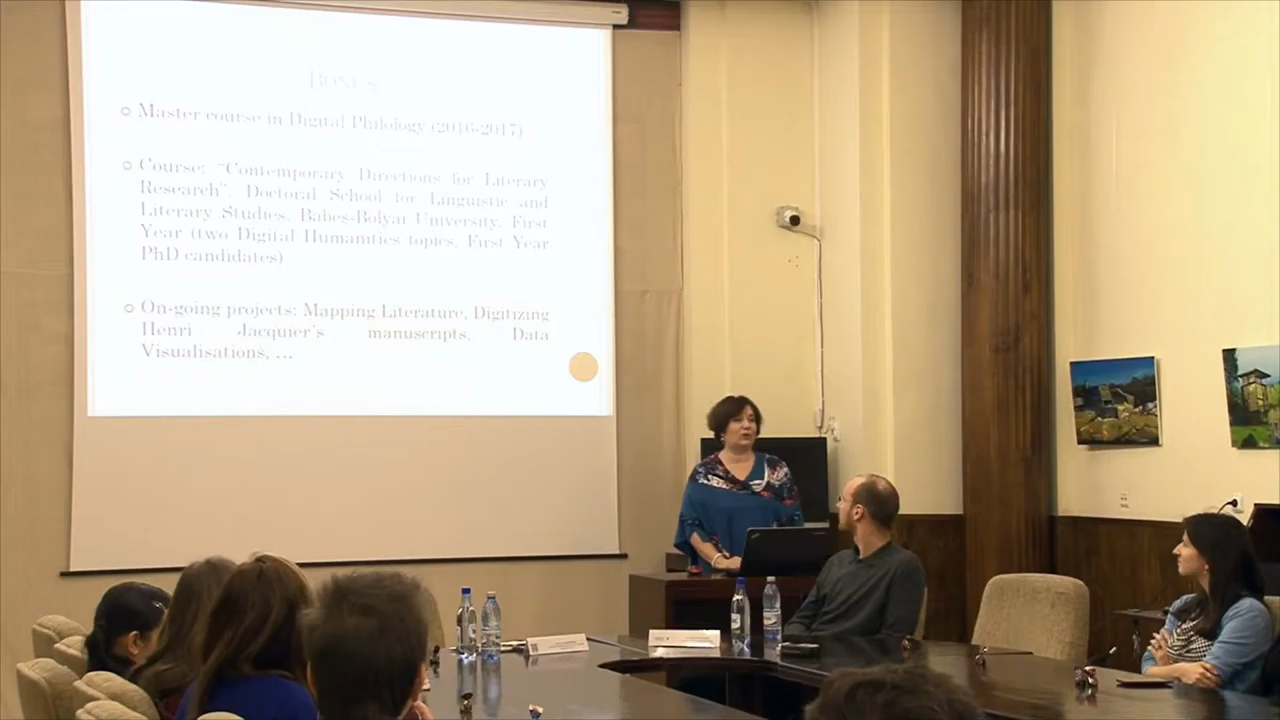 BONUS
Master course in Digital Philology (2016-2017)
Course: "Contemporary Directions for Literary
Research", Doctoral School for Linguistic and
Literary Studies, Babes-Bolyai University, First
Year (two Digital Humanities topics, First Year
PhD candidates)
On-going projects: Mapping Literature, Digitizing
Henri Jacquier's manuscripts, Data
Visualisations, ...